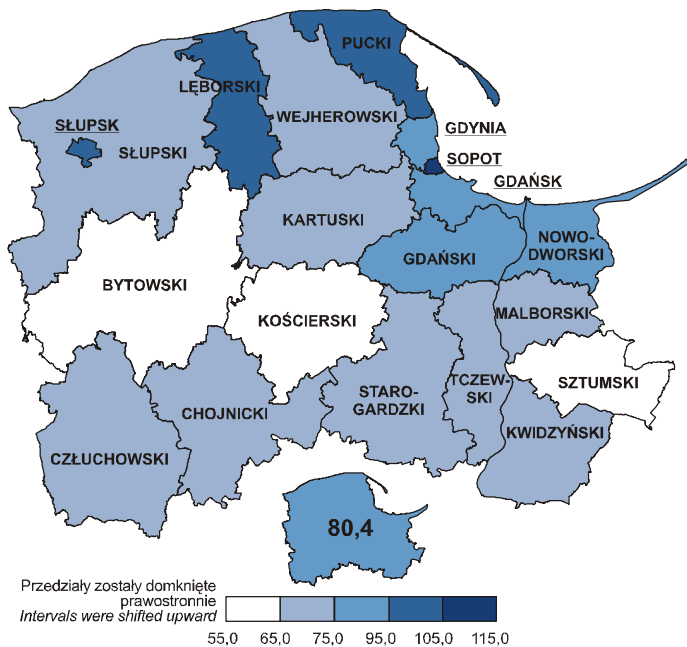 PUCKI
LĘBORSKI
WEJHEROWSKI
GDYNIA
SŁUPSK
SŁUPSKI
SOPOT
GDAŃSK
KARTUSKI
GDAŃSKI
NOWO-
DWORSKI
BYTOWSKI
KOŚCIERSKI
MALBORSKI
SZTUMSKI
CHOJNICKI
STARO-
GARDZKI
TCZEW-
SKI
KWIDZYŃSKI
CZŁUCHOWSKI
80,4
Przedziały zostały domknięte
prawostronnie
Intervals were shifted upward
55,0 65,0 75,0 95,0 105,0 115,0